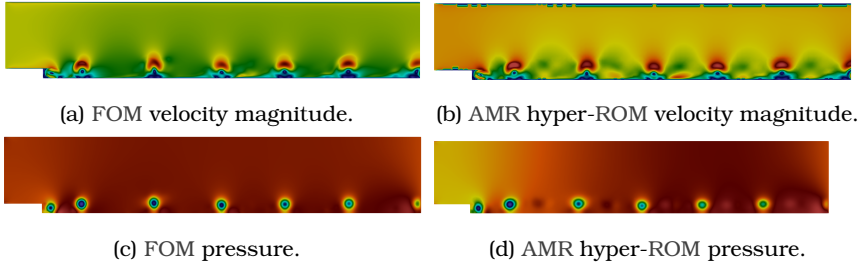 (a) FOM velocity magnitude.
(b) AMR hyper-ROM velocity magnitude.
(c) FOM pressure.
(d) AMR hyper-ROM pressure.